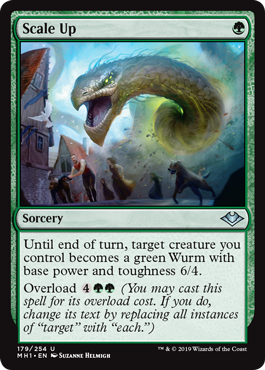 Scale Up
Sorcery
Until end of turn, target creature you
control becomes a green Wurm with
base power and toughness 6/4.
Overload 4 (You may cast
this spell for its overload cost. If you do,
change its text by replacing all instances
of “target” with “each.”)
179/254 U
MH1 • EN Suzanne Helmigh
™ & © 2019 Wizards of the Coast